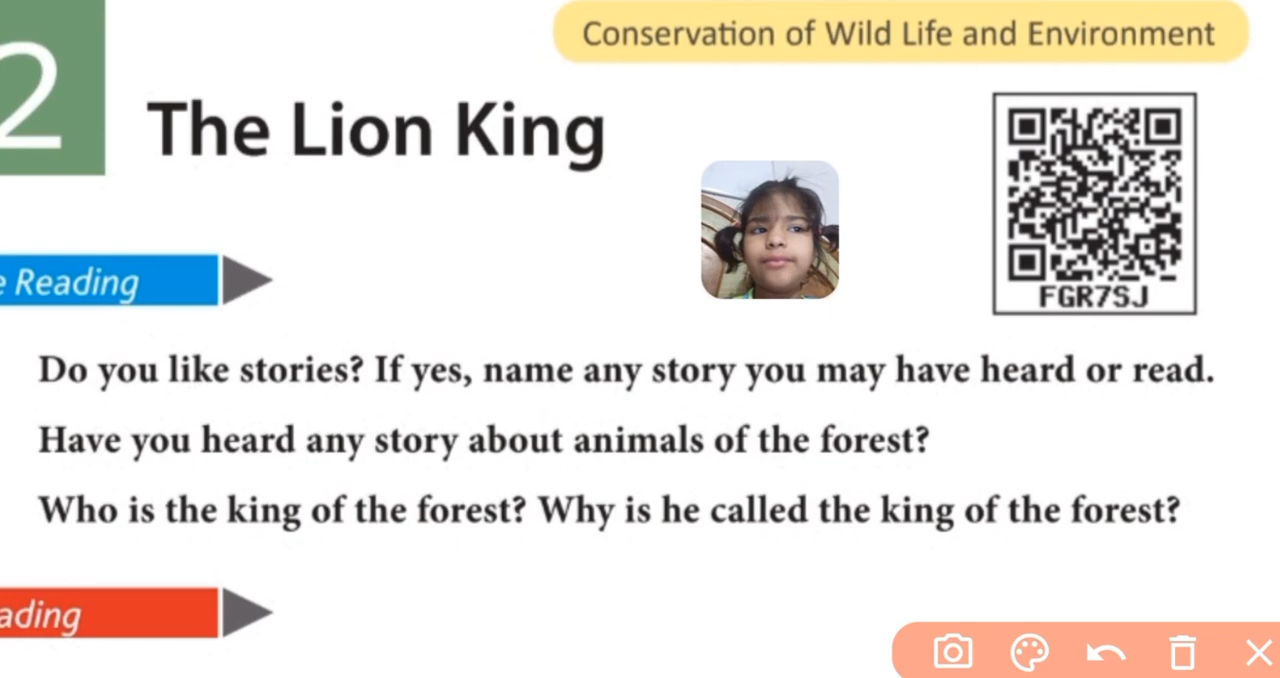 Conservation of Wild Life and Environment
2
The Lion King
FGR7SJ
e Reading
Do you like stories? If yes, name any story you may have heard or read.
Have you heard any story about animals of the forest?
Who is the king of the forest? Why is he called the king of the forest?
ading